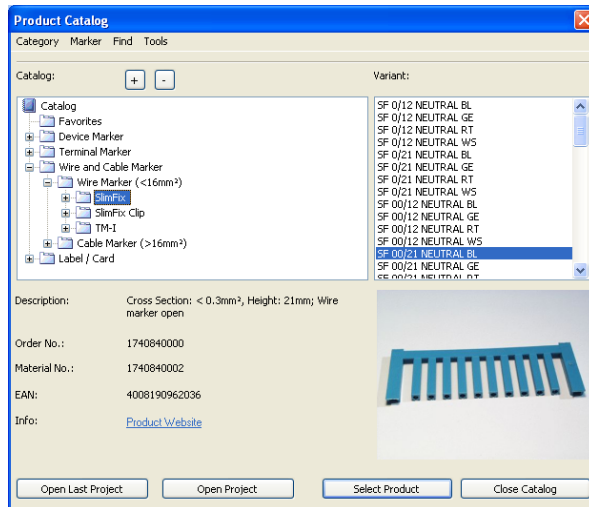 Product Catalog
Category Marker Find Tools
Catalog:
+ -
Variant:
Catalog
Favorites
Device Marker
Terminal Marker
Wire and Cable Marker
Wire Marker (<16mm²)
SlimFix
SlimFix Clip
TM-I
Cable Marker (>16mm²)
Label / Card
SF 0/12 NEUTRAL BL
SF 0/12 NEUTRAL GE
SF 0/12 NEUTRAL RT
SF 0/12 NEUTRAL WS
SF 0/21 NEUTRAL BL
SF 0/21 NEUTRAL GE
SF 0/21 NEUTRAL RT
SF 0/21 NEUTRAL WS
SF 00/12 NEUTRAL BL
SF 00/12 NEUTRAL GE
SF 00/12 NEUTRAL RT
SF 00/12 NEUTRAL WS
SF 00/21 NEUTRAL BL
SF 00/21 NEUTRAL GE
SF 00/21 NEUTRAL RT
Description: Cross Section: < 0.3mm², Height: 21mm; Wire
marker open
Order No.: 1740840000
Material No.: 1740840002
EAN: 4008190962036
Info: Product Website
Open Last Project Open Project Select Product Close Catalog